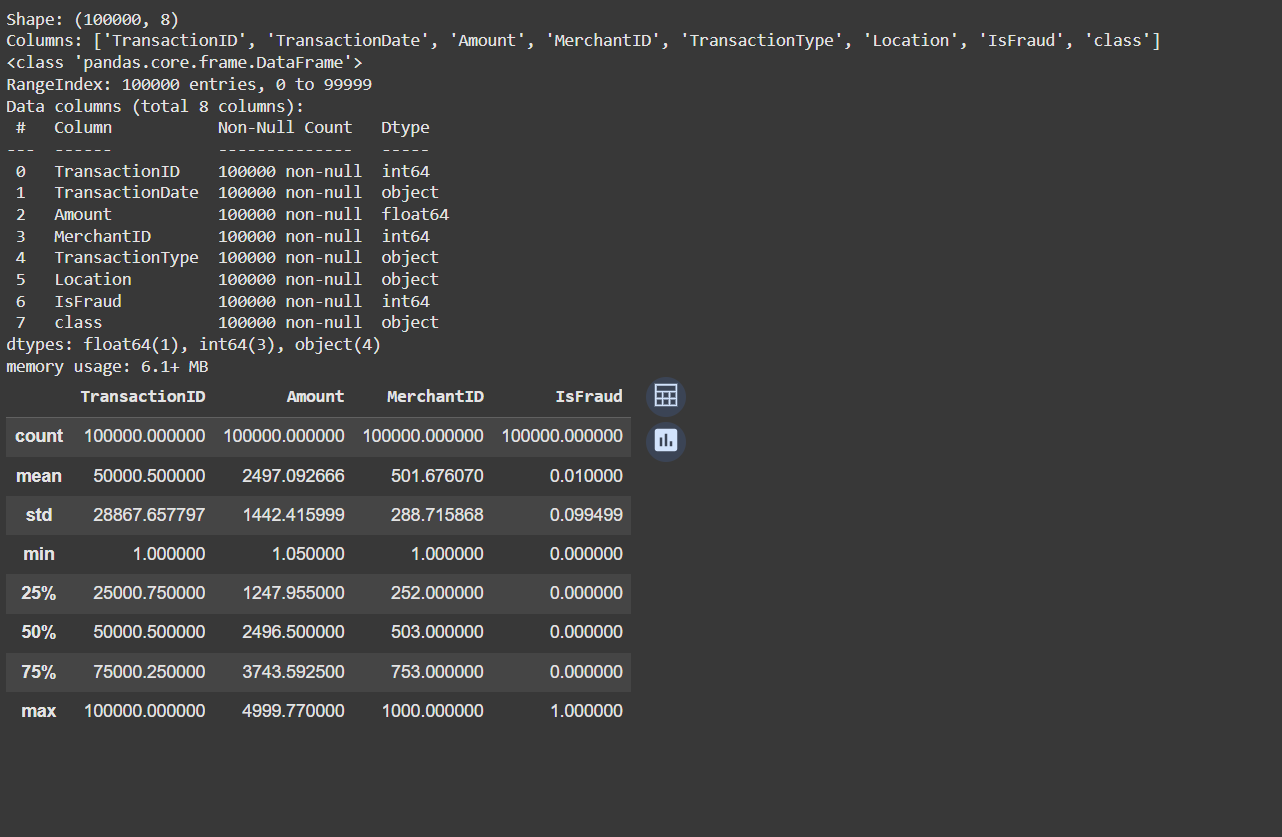 Shape: (100000, 8)
Columns: ['TransactionID', 'TransactionDate', 'Amount', 'MerchantID', 'TransactionType', 'Location', 'IsFraud', 'class']
<class 'pandas.core.frame.DataFrame'>
RangeIndex: 100000 entries, 0 to 99999
Data columns (total 8 columns):
 #   Column           Non-Null Count   Dtype
---  ------           --------------   -----
 0   TransactionID    100000 non-null  int64
 1   TransactionDate  100000 non-null  object
 2   Amount           100000 non-null  float64
 3   MerchantID       100000 non-null  int64
 4   TransactionType  100000 non-null  object
 5   Location         100000 non-null  object
 6   IsFraud          100000 non-null  int64
 7   class            100000 non-null  object
dtypes: float64(1), int64(3), object(4)
memory usage: 6.1+ MB
TransactionID Amount MerchantID IsFraud
count 100000.000000 100000.000000 100000.000000 100000.000000
mean 50000.500000 2497.092666 501.676070 0.010000
std 28867.657797 1442.415999 288.715868 0.099499
min 1.000000 1.050000 1.000000 0.000000
25% 25000.750000 1247.955000 252.000000 0.000000
50% 50000.500000 2496.500000 503.000000 0.000000
75% 75000.250000 3743.592500 753.000000 0.000000
max 100000.000000 4999.770000 1000.000000 1.000000